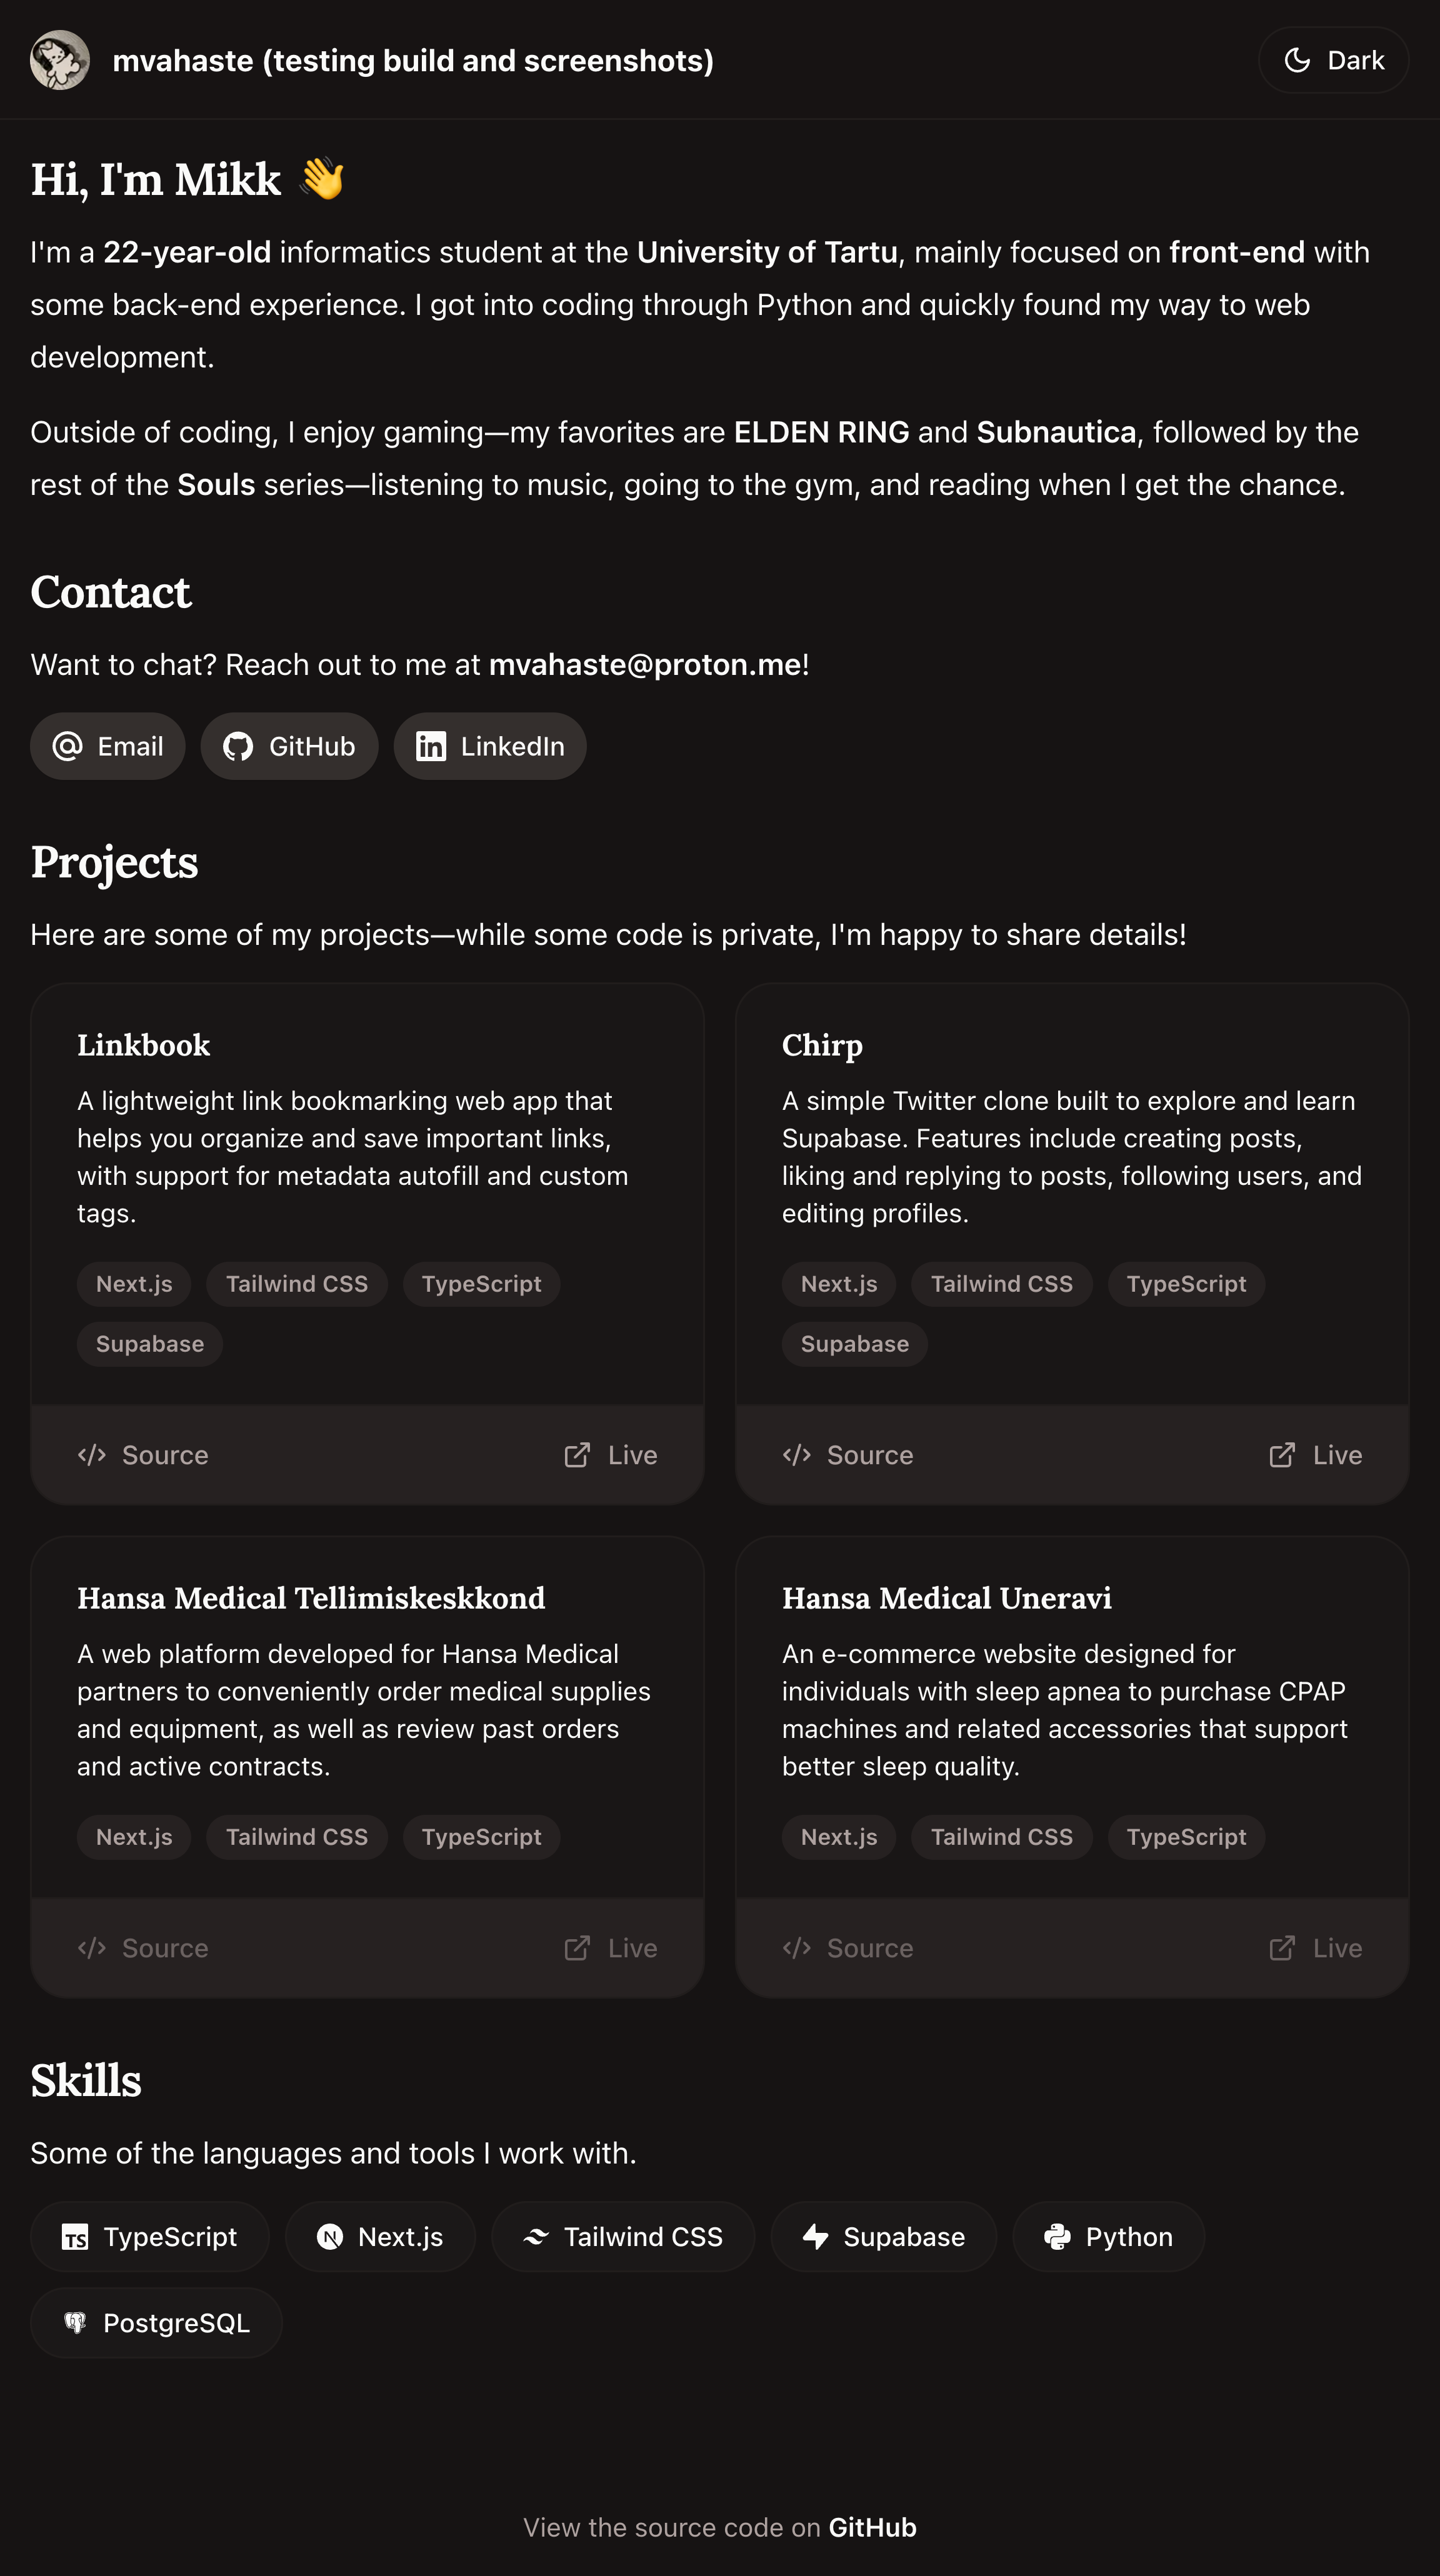 mvahaste (testing build and screenshots)
Dark
Hi, I'm Mikk 👋
I'm a 22-year-old informatics student at the University of Tartu, mainly focused on front-end with
some back-end experience. I got into coding through Python and quickly found my way to web
development.
Outside of coding, I enjoy gaming—my favorites are ELDEN RING and Subnautica, followed by the
rest of the Souls series—listening to music, going to the gym, and reading when I get the chance.
Contact
Want to chat? Reach out to me at mvahaste@proton.me!
Email
GitHub
LinkedIn
Projects
Here are some of my projects—while some code is private, I'm happy to share details!
Linkbook
A lightweight link bookmarking web app that
helps you organize and save important links,
with support for metadata autofill and custom
tags.
Next.js
Tailwind CSS
TypeScript
Supabase
Source
Live
Chirp
A simple Twitter clone built to explore and learn
Supabase. Features include creating posts,
liking and replying to posts, following users, and
editing profiles.
Next.js
Tailwind CSS
TypeScript
Supabase
Source
Live
Hansa Medical Tellimiskeskkond
A web platform developed for Hansa Medical
partners to conveniently order medical supplies
and equipment, as well as review past orders
and active contracts.
Next.js
Tailwind CSS
TypeScript
Source
Live
Hansa Medical Uneravi
An e-commerce website designed for
individuals with sleep apnea to purchase CPAP
machines and related accessories that support
better sleep quality.
Next.js
Tailwind CSS
TypeScript
Source
Live
Skills
Some of the languages and tools I work with.
TypeScript
Next.js
Tailwind CSS
Supabase
Python
PostgreSQL
View the source code on GitHub